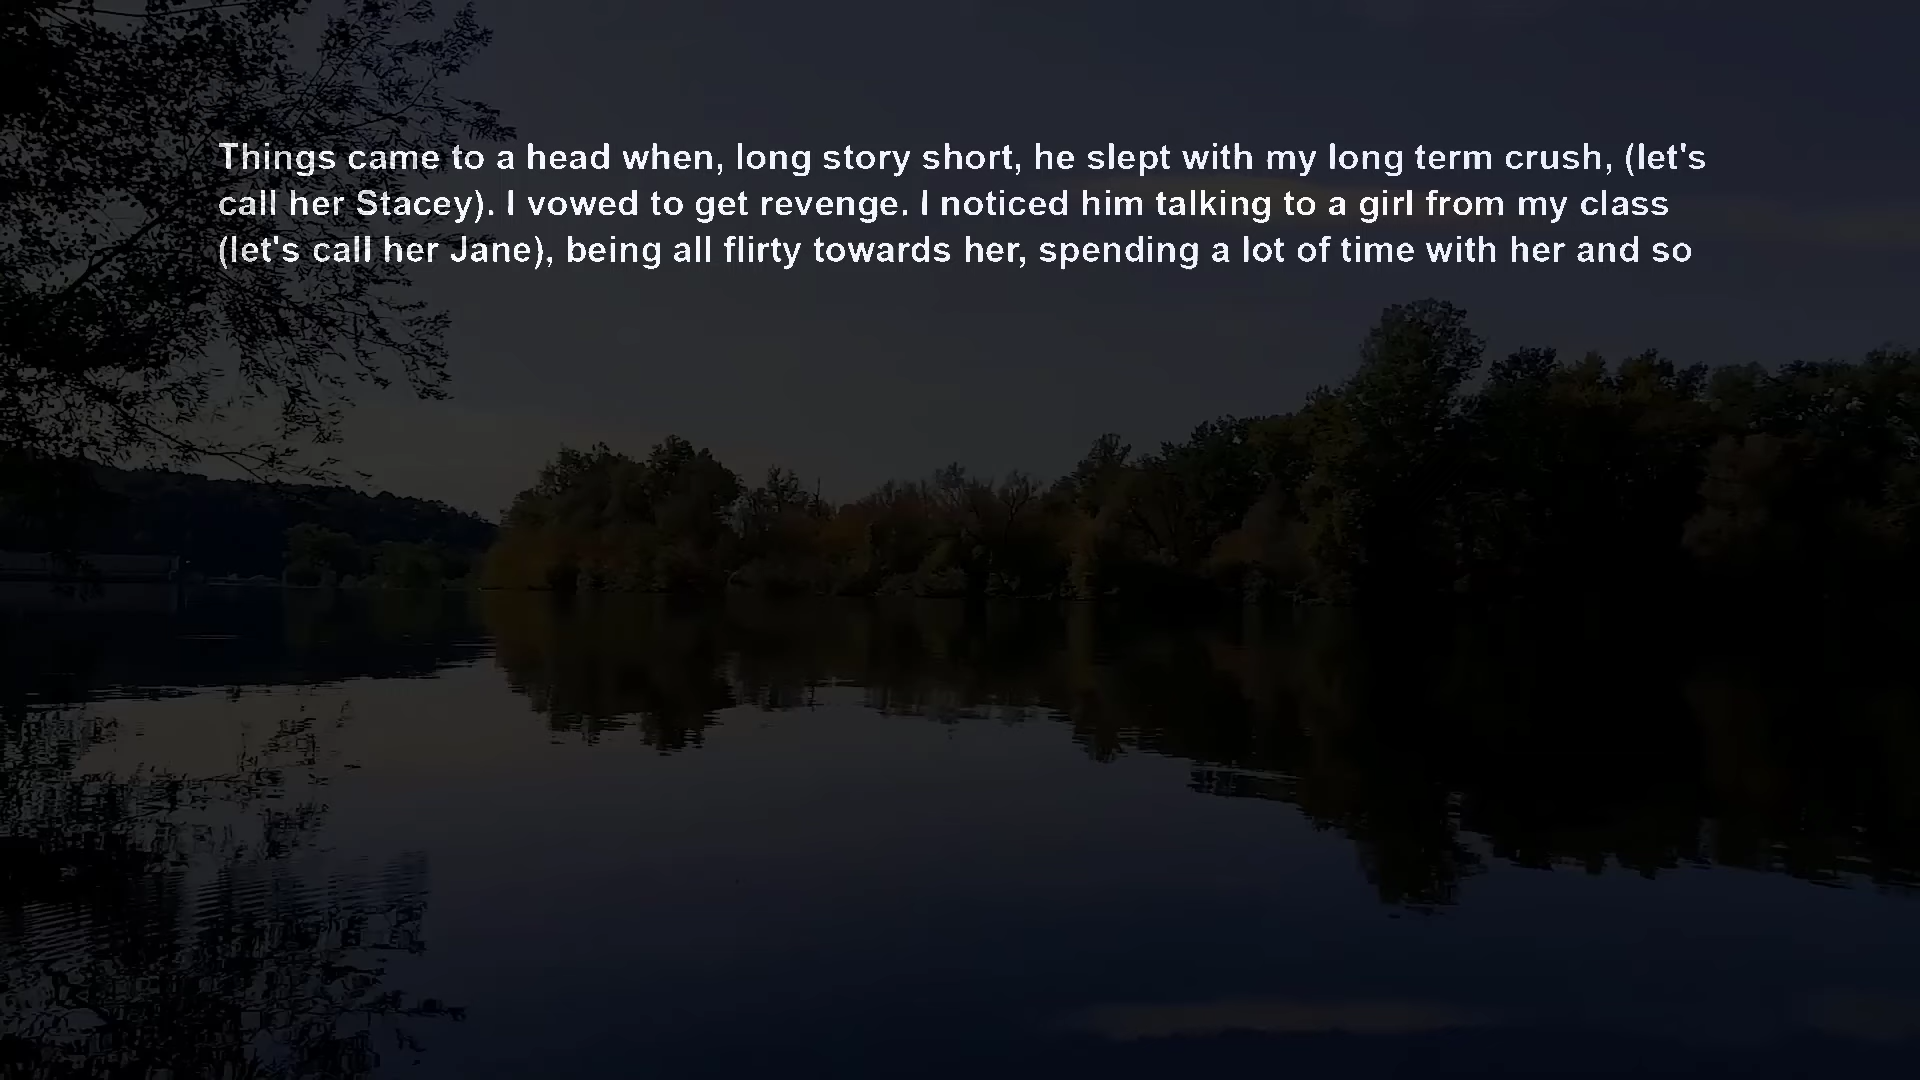 Things came to a head when, long story short, he slept with my long term crush, (let's
call her Stacey). I vowed to get revenge. I noticed him talking to a girl from my class
(let's call her Jane), being all flirty towards her, spending a lot of time with her and so